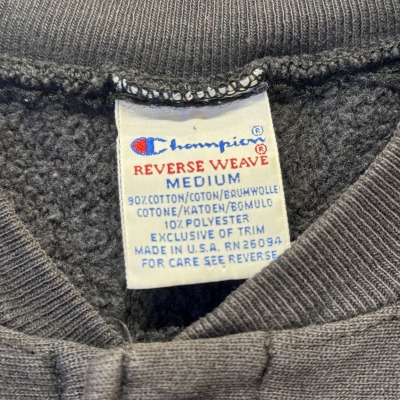 Champion®
REVERSE WEAVE®
MEDIUM
90% COTTON/COTON/BAUMWOLLE
COTONE/KATOEN/BOMULD
10% POLYESTER
EXCLUSIVE OF TRIM
MADE IN U.S.A. RN 26094
FOR CARE SEE REVERSE